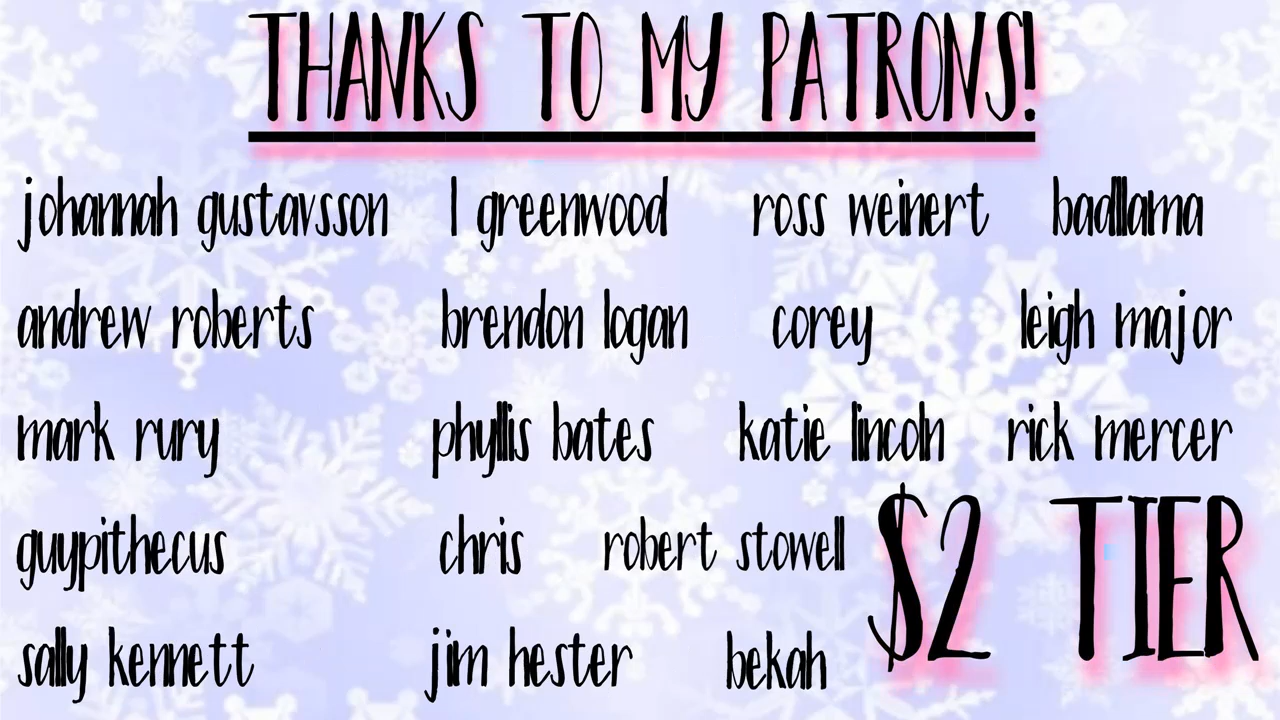 THANKS TO MY PATRONS!
johannah gustavsson l greenwood ross weinert badllama
andrew roberts brendon logan corey leigh major
mark rury phyllis bates katie lincoln rick mercer
guypithecus chris robert stowell
$2 TIER
sally kennett jim hester bekah